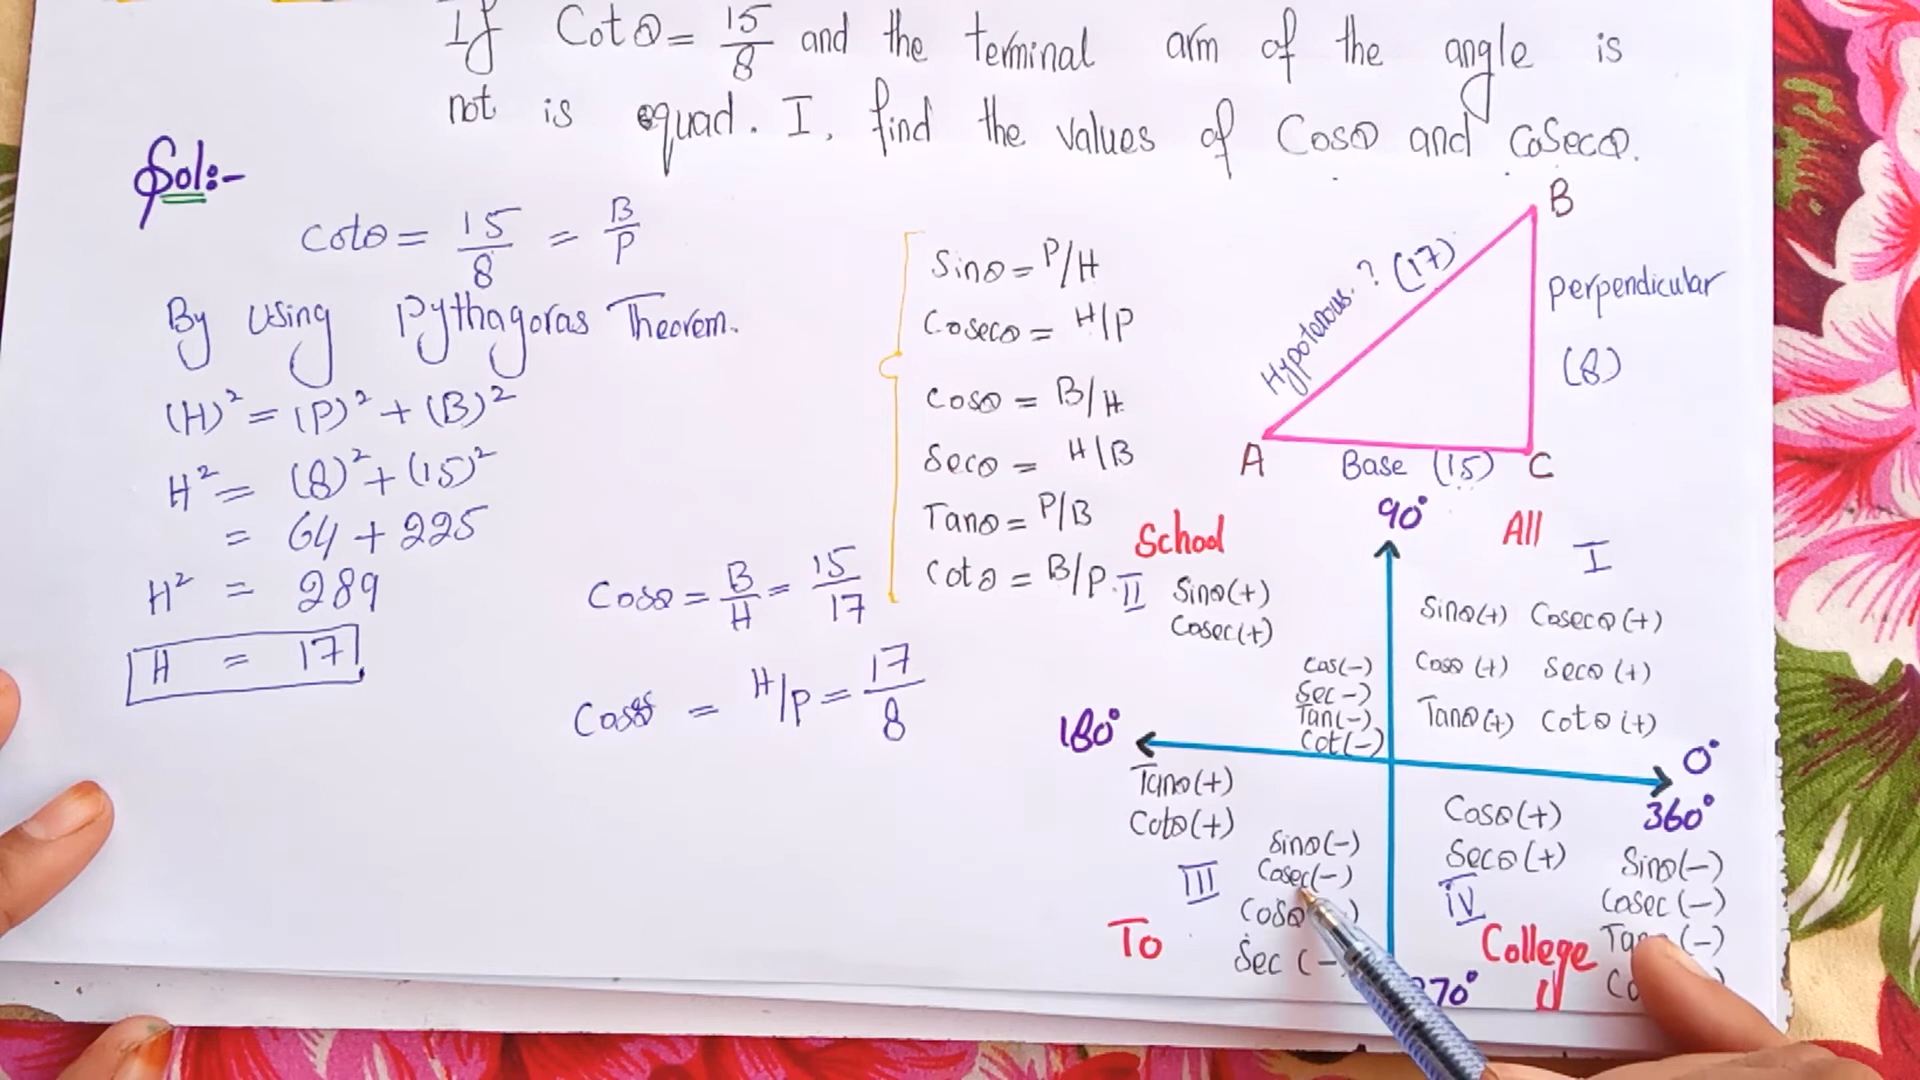 If Cotθ = 15/8 and the terminal arm of the angle is
not is quad. I, find the values of Cosθ and Cosecθ.
Sol:-
Cotθ = 15/8 = B/P
By using Pythagoras Theorem.
(H)² = (P)² + (B)²
H² = (8)² + (15)²
= 64 + 225
H² = 289
H = 17
Cosθ = B/H = 15/17
= H/P = 17/8
Sinθ = P/H
Cosecθ = H/P
Cosθ = B/H
Secθ = H/B
Tanθ = P/B
Cotθ = B/P.
B
Hypotenous. ? (17)
Perpendicular
(8)
A
Base (15)
C
90°
School
All
I
II
Sinθ(+)
Cosec(+)
Cos(-)
Sec -)
Tan(-)
Cot(-)
Sinθ(+) Cosecθ(+)
Cosθ (+) Secθ (+)
Tanθ(+) Cotθ (+)
180°
0°
360°
Tanθ(+)
Cotθ(+)
III
Sinθ(-)
Cosec(-)
Cosθ )
Sec (-
To
Cosθ(+)
Secθ(+)
IV
College
Sinθ(-)
Cosec(-)
(-)
70°